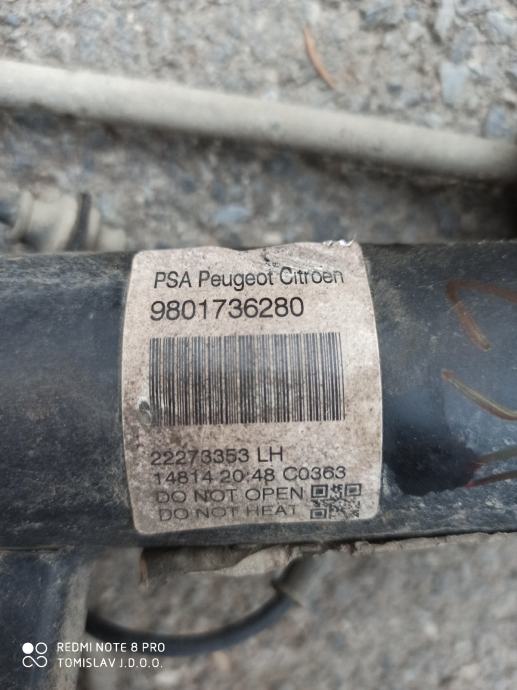 PSA Peugeot Citroën
9801736280
22273353 LH
14814 20:48 C0363
DO NOT OPEN
DO NOT HEAT
REDMI NOTE 8 PRO
TOMISLAV J.D.O.O.